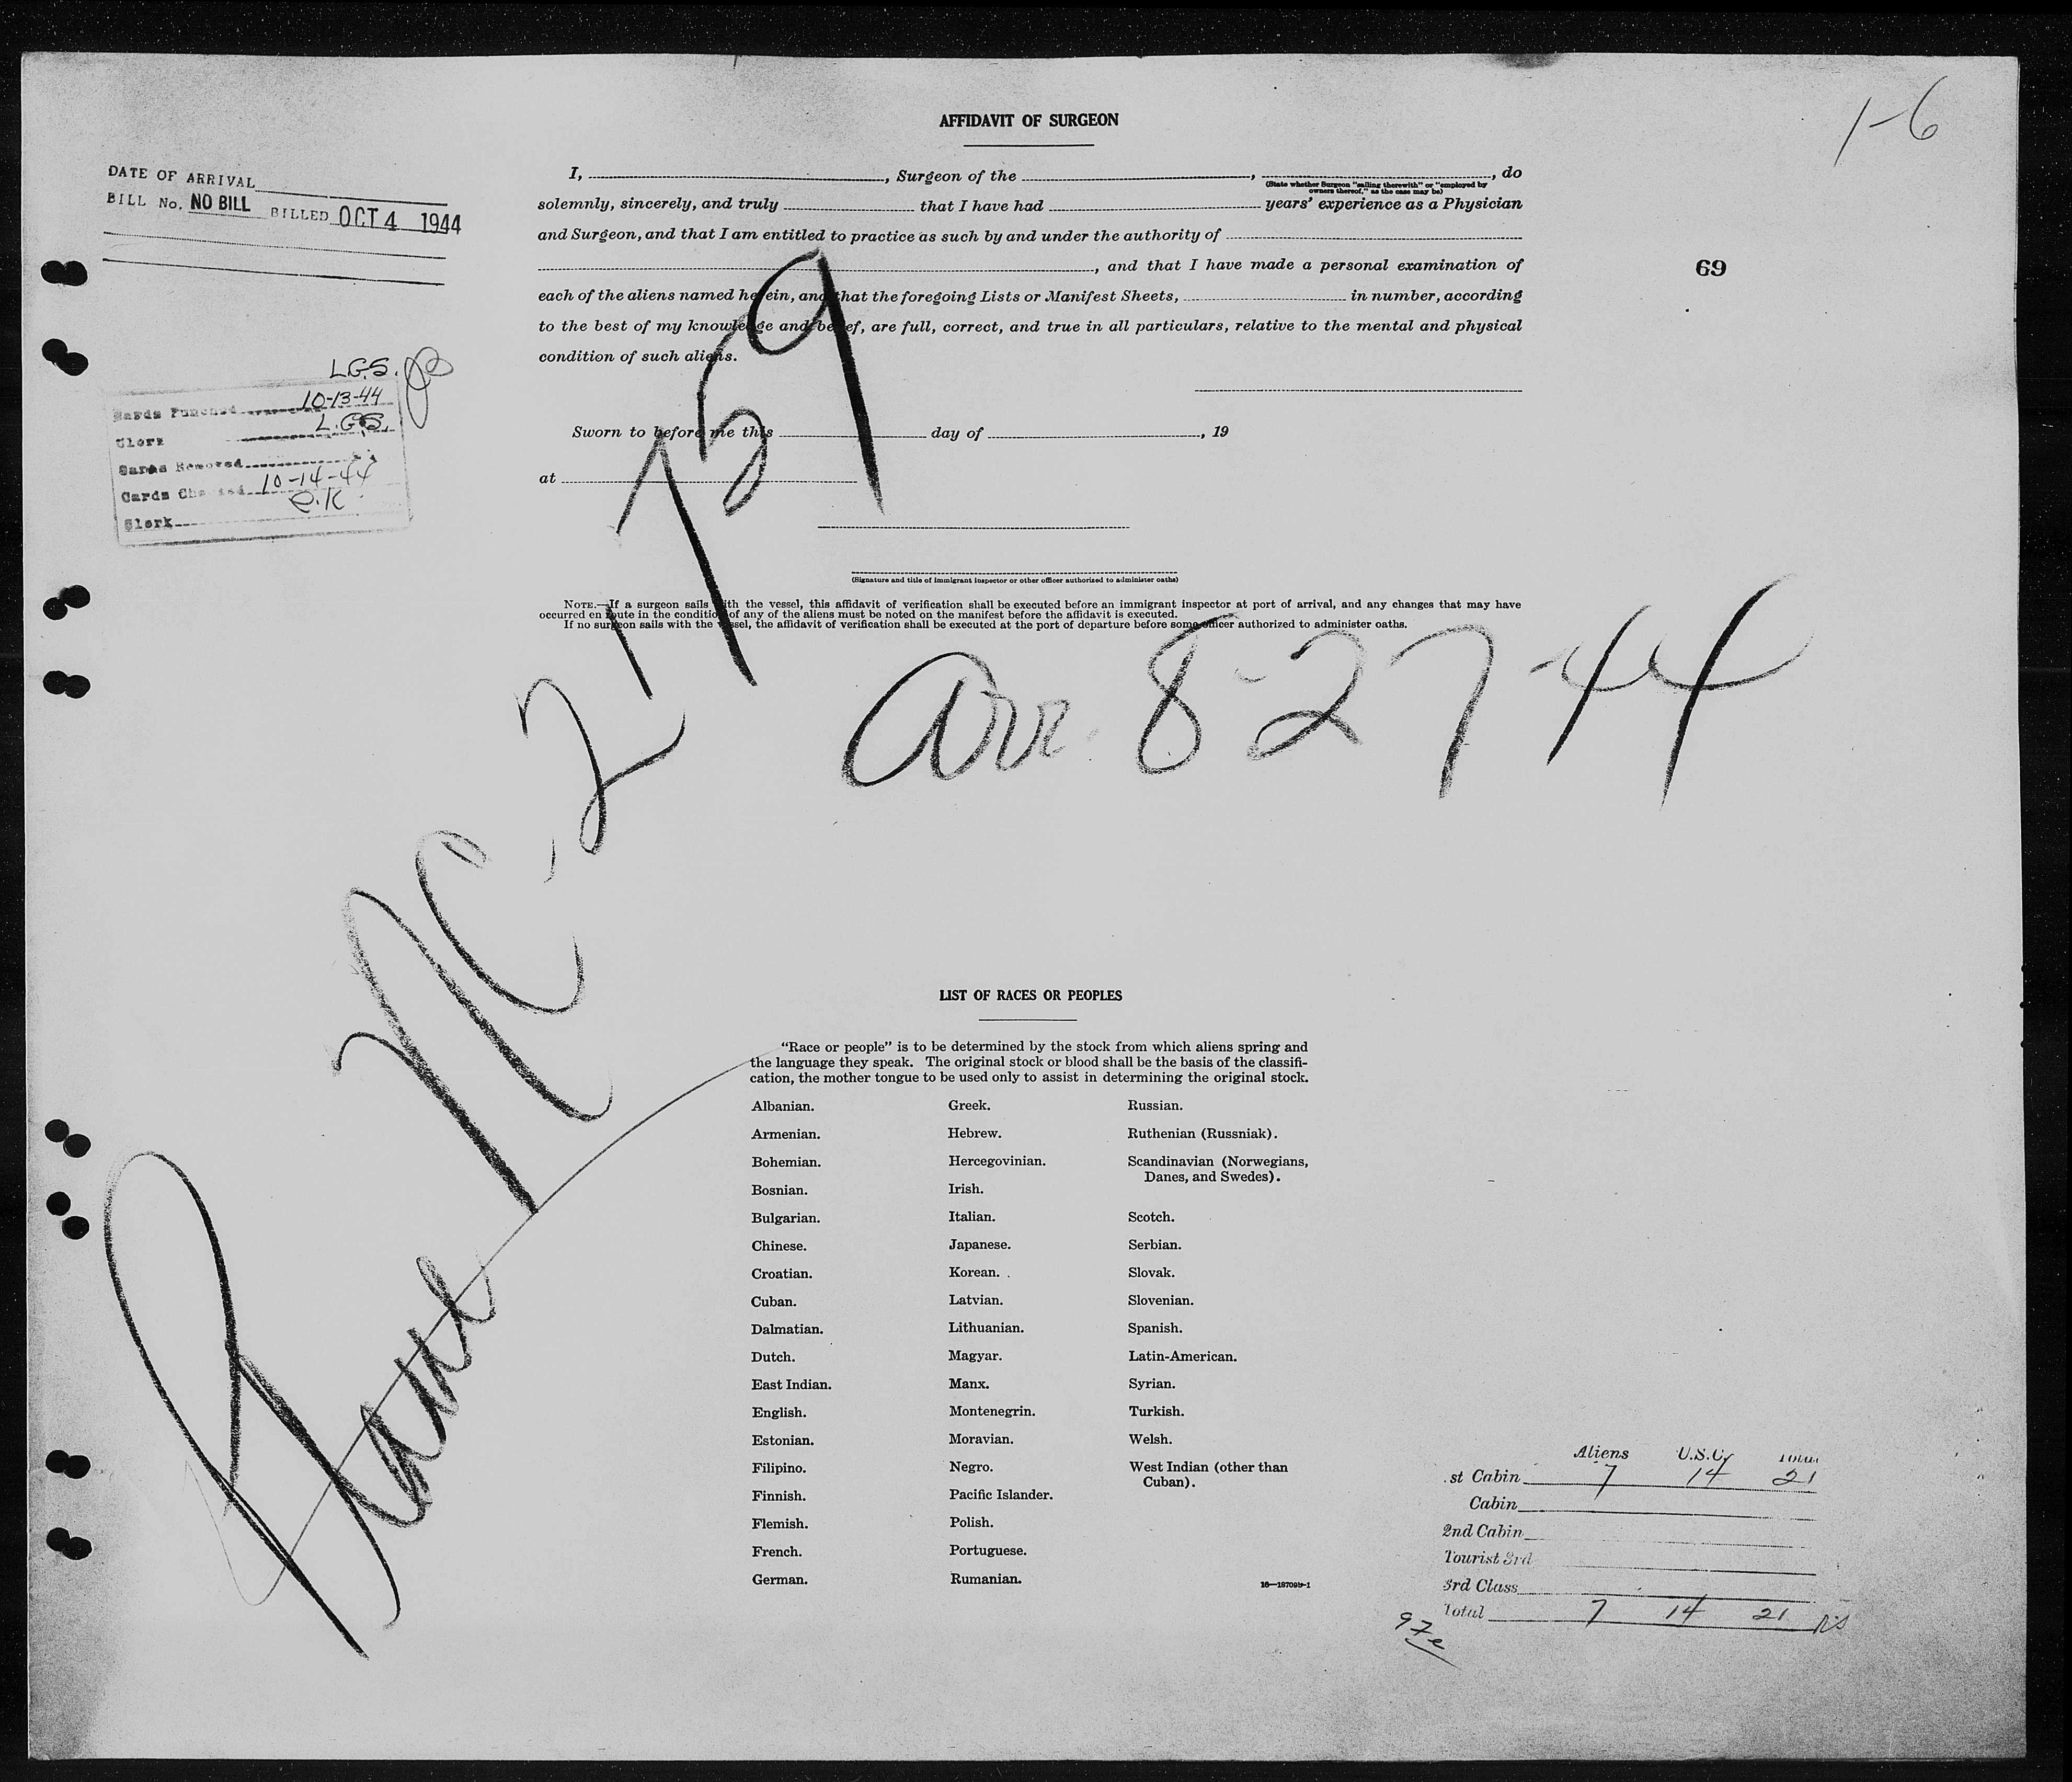 1-6
AFFIDAVIT OF SURGEON
DATE OF ARRIVAL
BILL No. NO BILL BILLED OCT 4 1944
I, , Surgeon of the , , do
(State whether Surgeon "sailing therewith" or "employed by
owners thereof," as the case may be)
solemnly, sincerely, and truly that I have had years' experience as a Physician
and Surgeon, and that I am entitled to practice as such by and under the authority of
, and that I have made a personal examination of
69
each of the aliens named herein, and that the foregoing Lists or Manifest Sheets, in number, according
to the best of my knowledge and belief, are full, correct, and true in all particulars, relative to the mental and physical
condition of such aliens.
L.G.S.
Cards Punched 10-13-44
Clerk L.G.S.
Cards Removed
Cards Checked 10-14-44
Clerk
Sworn to before me this day of , 19
at
(Signature and title of immigrant inspector or other officer authorized to administer oaths)
NOTE.—If a surgeon sails with the vessel, this affidavit of verification shall be executed before an immigrant inspector at port of arrival, and any changes that may have
occurred en route in the condition of any of the aliens must be noted on the manifest before the affidavit is executed.
If no surgeon sails with the vessel, the affidavit of verification shall be executed at the port of departure before some officer authorized to administer oaths.
Plane NC-21759
Arr. 8-27-44
LIST OF RACES OR PEOPLES
"Race or people" is to be determined by the stock from which aliens spring and
the language they speak. The original stock or blood shall be the basis of the classifi-
cation, the mother tongue to be used only to assist in determining the original stock.
Albanian. Greek. Russian.
Armenian. Hebrew. Ruthenian (Russniak).
Bohemian. Hercegovinian. Scandinavian (Norwegians,
Danes, and Swedes).
Bosnian. Irish.
Bulgarian. Italian. Scotch.
Chinese. Japanese. Serbian.
Croatian. Korean. Slovak.
Cuban. Latvian. Slovenian.
Dalmatian. Lithuanian. Spanish.
Dutch. Magyar. Latin-American.
East Indian. Manx. Syrian.
English. Montenegrin. Turkish.
Estonian. Moravian. Welsh.
Filipino. Negro. West Indian (other than
Cuban).
Finnish. Pacific Islander.
Flemish. Polish.
French. Portuguese.
German. Rumanian.
16—18709b-1
Aliens U.S.C. Total
st Cabin 7 14 21
Cabin
2nd Cabin
Tourist 3rd
3rd Class
Total 7 14 21